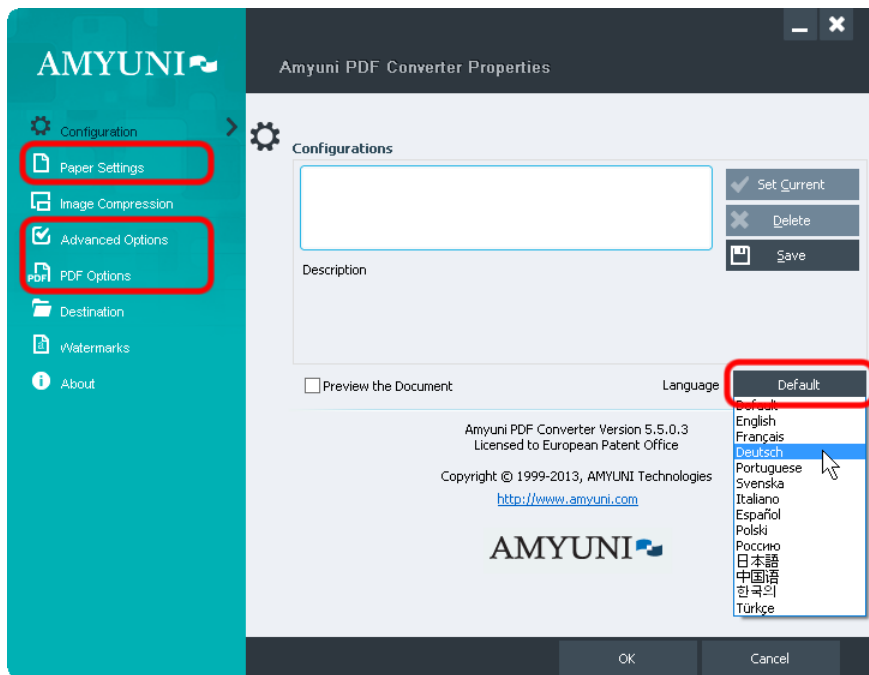 AMYUNI
Amyuni PDF Converter Properties
Configuration
Paper Settings
Image Compression
Advanced Options
PDF
PDF Options
Destination
a
Watermarks
i
About
Configurations
Set Current
Delete
Save
Description
Preview the Document
Language
Default
Default
English
Français
Deutsch
Portuguese
Svenska
Italiano
Español
Polski
Россию
日本語
中国语
한국의
Türkçe
Amyuni PDF Converter Version 5.5.0.3
Licensed to European Patent Office
Copyright © 1999-2013, AMYUNI Technologies
http://www.amyuni.com
AMYUNI
OK
Cancel